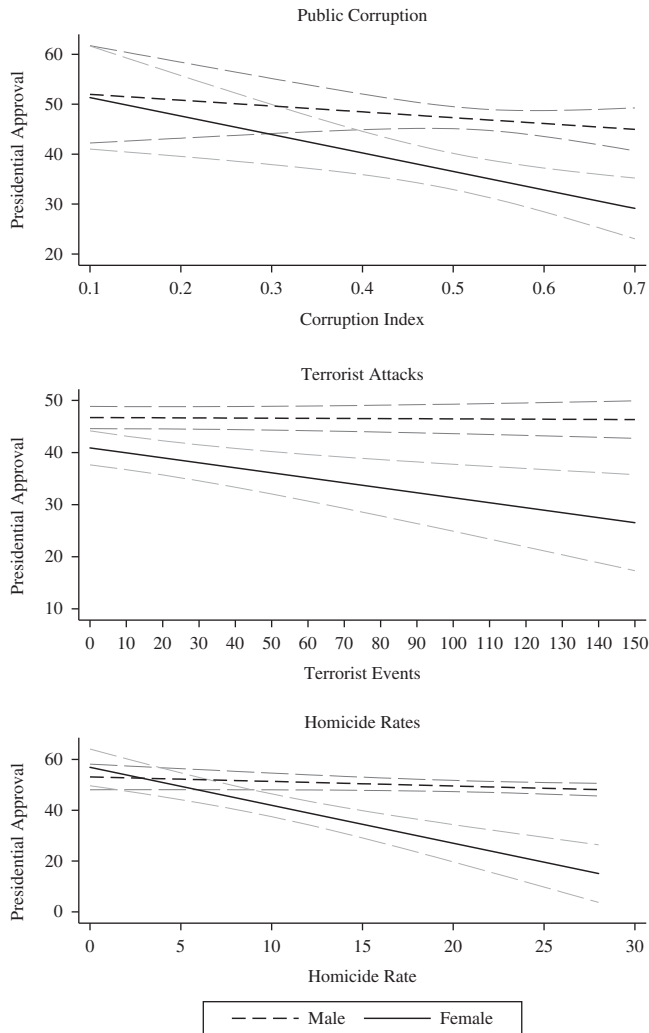 Public Corruption
Presidential Approval
60
50
40
30
20
0.1 0.2 0.3 0.4 0.5 0.6 0.7
Corruption Index
Terrorist Attacks
Presidential Approval
50
40
30
20
10
0 10 20 30 40 50 60 70 80 90 100 110 120 130 140 150
Terrorist Events
Homicide Rates
Presidential Approval
60
40
20
0
0 5 10 15 20 25 30
Homicide Rate
Male Female